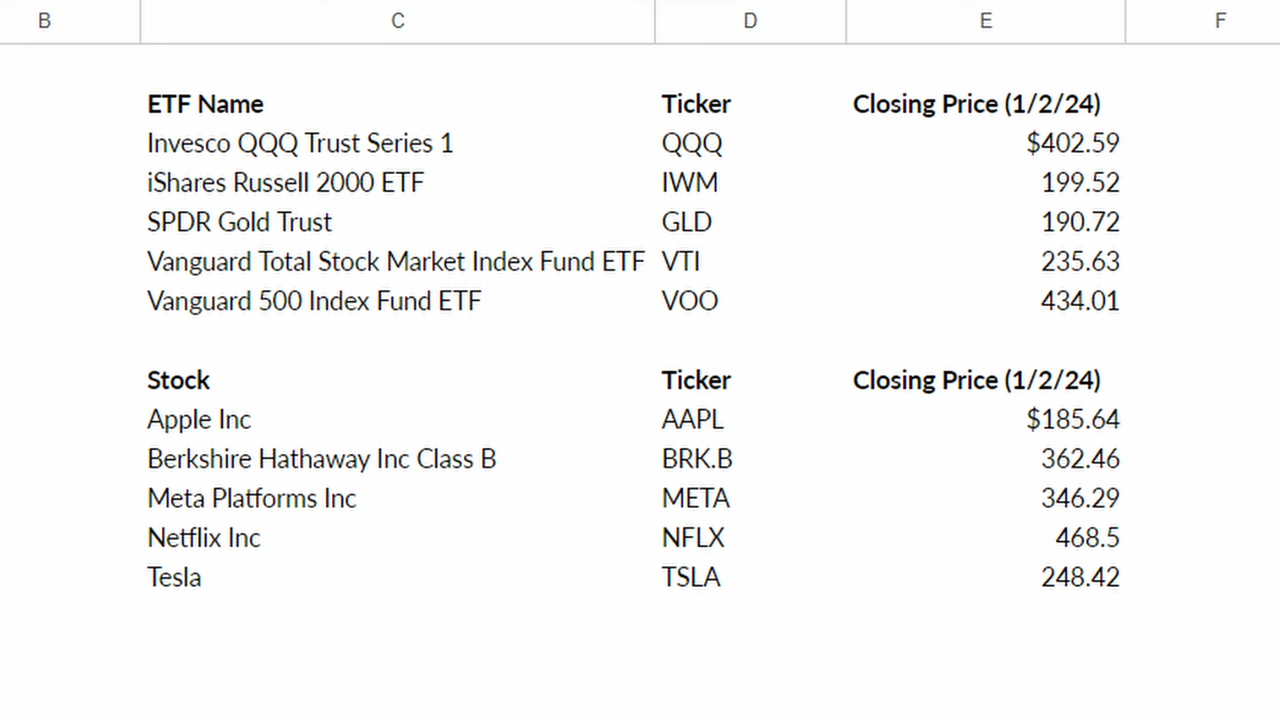 B C D E F
ETF Name Ticker Closing Price (1/2/24)
Invesco QQQ Trust Series 1 QQQ $402.59
iShares Russell 2000 ETF IWM 199.52
SPDR Gold Trust GLD 190.72
Vanguard Total Stock Market Index Fund ETF VTI 235.63
Vanguard 500 Index Fund ETF VOO 434.01
Stock Ticker Closing Price (1/2/24)
Apple Inc AAPL $185.64
Berkshire Hathaway Inc Class B BRK.B 362.46
Meta Platforms Inc META 346.29
Netflix Inc NFLX 468.5
Tesla TSLA 248.42